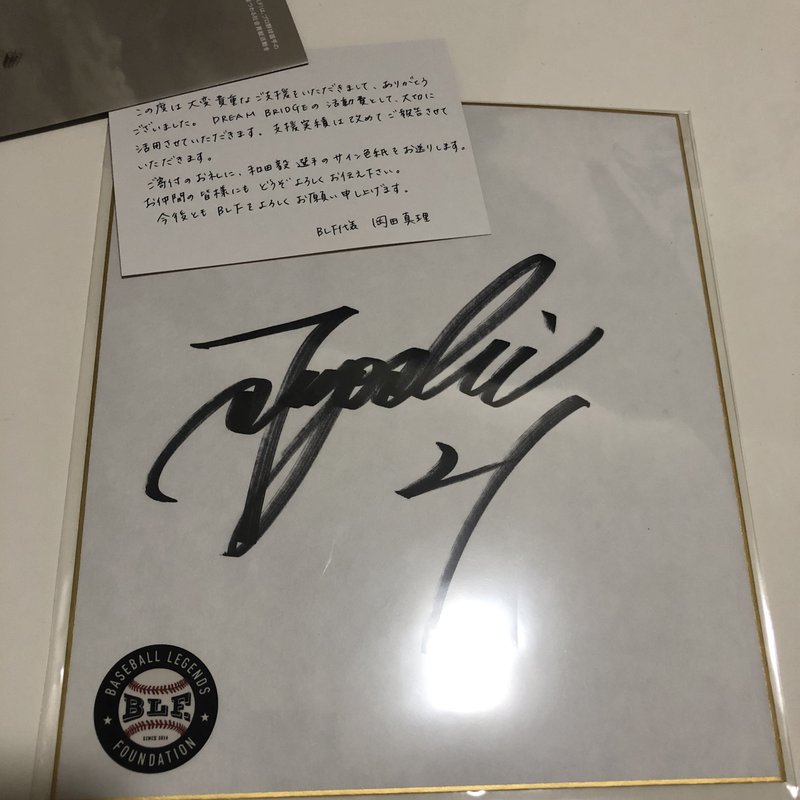 この度は大変貴重なご支援をいただきまして、ありがとう
ございました。DREAM BRIDGEの活動費として、大切に
活用させていただきます。支援実績は改めてご報告させて
いただきます。
ご寄付のお礼に、和田毅選手のサイン色紙をお送りします。
お仲間の皆様にもどうぞよろしくお伝え下さい。
今後ともBLFをよろしくお願い申し上げます。
BLF代表 岡田真理
21
BASEBALL LEGENDS
BLF.
SINCE 2014
FOUNDATION